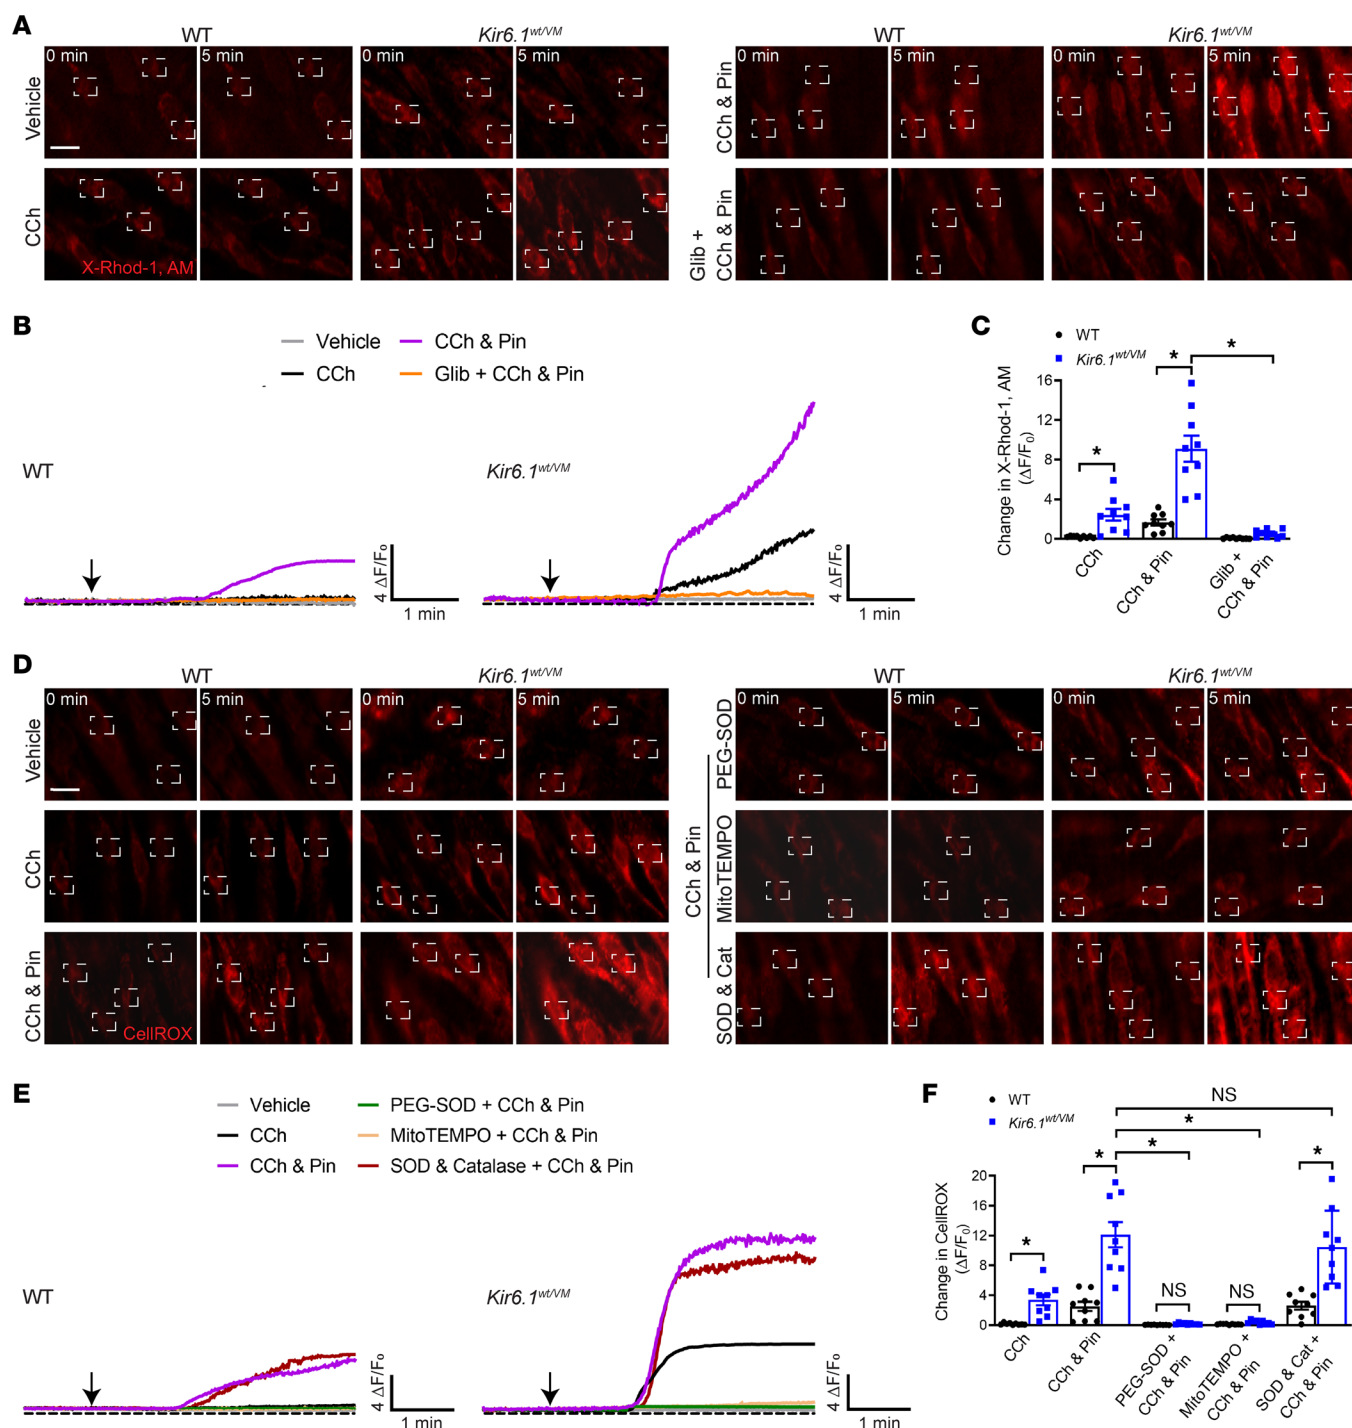 A
WT
Kir6.1wt/VM
WT
Kir6.1wt/VM
Vehicle
0 min
5 min
0 min
5 min
CCh & Pin
0 min
5 min
0 min
5 min
CCh
X-Rhod-1, AM
Glib +
CCh & Pin
B
Vehicle
CCh & Pin
CCh
Glib + CCh & Pin
WT
4 ΔF/F₀
1 min
Kir6.1wt/VM
4 ΔF/F₀
1 min
C
WT
Kir6.1wt/VM
Change in X-Rhod-1, AM
(ΔF/F₀)
16
12
8
4
0
*
*
*
CCh
CCh & Pin
Glib +
CCh & Pin
D
WT
Kir6.1wt/VM
WT
Kir6.1wt/VM
Vehicle
0 min
5 min
0 min
5 min
CCh
CCh & Pin
CellROX
CCh & Pin
PEG-SOD
0 min
5 min
0 min
5 min
MitoTEMPO
SOD & Cat
E
Vehicle
PEG-SOD + CCh & Pin
CCh
MitoTEMPO + CCh & Pin
CCh & Pin
SOD & Catalase + CCh & Pin
WT
4 ΔF/F₀
1 min
Kir6.1wt/VM
4 ΔF/F₀
1 min
F
WT
Kir6.1wt/VM
Change in CellROX
(ΔF/F₀)
20
16
12
8
4
0
NS
*
*
*
*
*
NS
NS
CCh
CCh & Pin
PEG-SOD +
CCh & Pin
MitoTEMPO +
CCh & Pin
SOD & Cat +
CCh & Pin